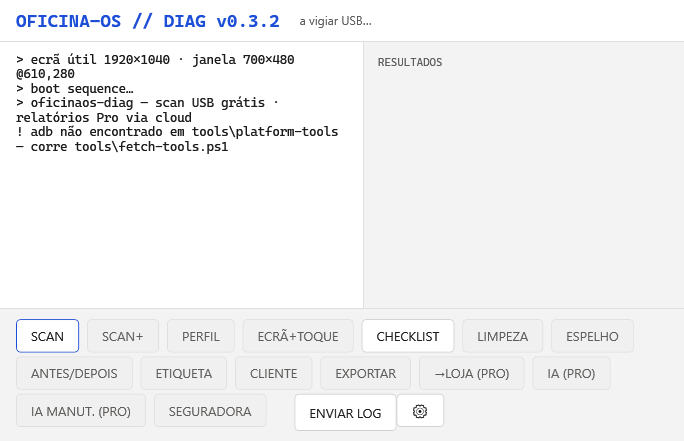 OFICINA-OS // DIAG v0.3.2 a vigiar USB...
> ecrã útil 1920×1040 · janela 700×480
@610,280
> boot sequence…
> oficinaos-diag — scan USB grátis ·
relatórios Pro via cloud
! adb não encontrado em tools\platform-tools
— corre tools\fetch-tools.ps1
RESULTADOS
SCAN SCAN+ PERFIL ECRÃ+TOQUE CHECKLIST LIMPEZA ESPELHO
ANTES/DEPOIS ETIQUETA CLIENTE EXPORTAR →LOJA (PRO) IA (PRO)
IA MANUT. (PRO) SEGURADORA ENVIAR LOG